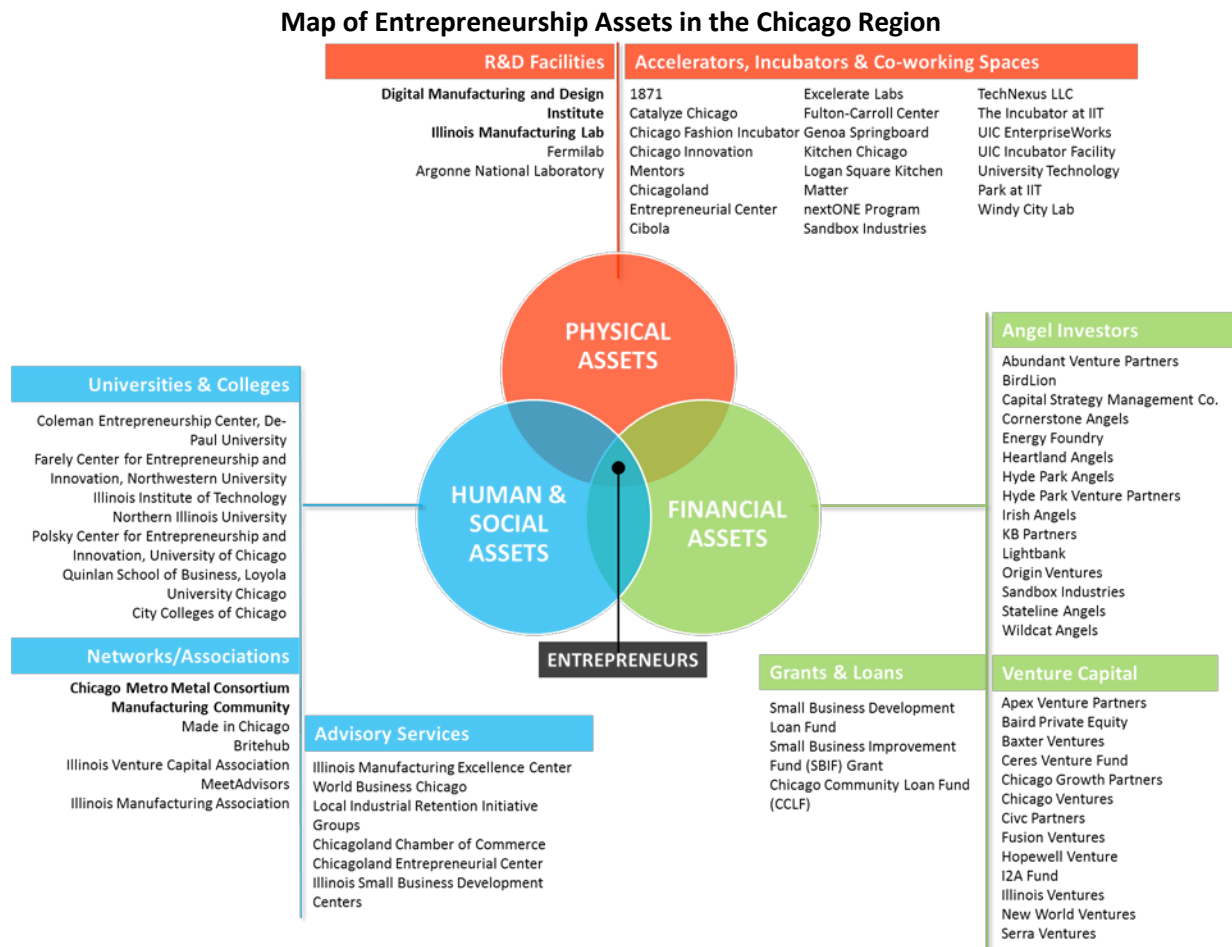 Map of Entrepreneurship Assets in the Chicago Region
R&D Facilities
Digital Manufacturing and Design
Institute
Illinois Manufacturing Lab
Fermilab
Argonne National Laboratory
Accelerators, Incubators & Co-working Spaces
1871
Catalyze Chicago
Chicago Fashion Incubator
Chicago Innovation
Mentors
Chicagoland
Entrepreneurial Center
Cibola
Excelerate Labs
Fulton-Carroll Center
Genoa Springboard
Kitchen Chicago
Logan Square Kitchen
Matter
nextONE Program
Sandbox Industries
TechNexus LLC
The Incubator at IIT
UIC EnterpriseWorks
UIC Incubator Facility
University Technology
Park at IIT
Windy City Lab
PHYSICAL
ASSETS
HUMAN &
SOCIAL
ASSETS
FINANCIAL
ASSETS
ENTREPRENEURS
Universities & Colleges
Coleman Entrepreneurship Center, De-
Paul University
Farely Center for Entrepreneurship and
Innovation, Northwestern University
Illinois Institute of Technology
Northern Illinois University
Polsky Center for Entrepreneurship and
Innovation, University of Chicago
Quinlan School of Business, Loyola
University Chicago
City Colleges of Chicago
Networks/Associations
Chicago Metro Metal Consortium
Manufacturing Community
Made in Chicago
Britehub
Illinois Venture Capital Association
MeetAdvisors
Illinois Manufacturing Association
Advisory Services
Illinois Manufacturing Excellence Center
World Business Chicago
Local Industrial Retention Initiative
Groups
Chicagoland Chamber of Commerce
Chicagoland Entrepreneurial Center
Illinois Small Business Development
Centers
Angel Investors
Abundant Venture Partners
BirdLion
Capital Strategy Management Co.
Cornerstone Angels
Energy Foundry
Heartland Angels
Hyde Park Angels
Hyde Park Venture Partners
Irish Angels
KB Partners
Lightbank
Origin Ventures
Sandbox Industries
Stateline Angels
Wildcat Angels
Grants & Loans
Small Business Development
Loan Fund
Small Business Improvement
Fund (SBIF) Grant
Chicago Community Loan Fund
(CCLF)
Venture Capital
Apex Venture Partners
Baird Private Equity
Baxter Ventures
Ceres Venture Fund
Chicago Growth Partners
Chicago Ventures
Civc Partners
Fusion Ventures
Hopewell Venture
I2A Fund
Illinois Ventures
New World Ventures
Serra Ventures